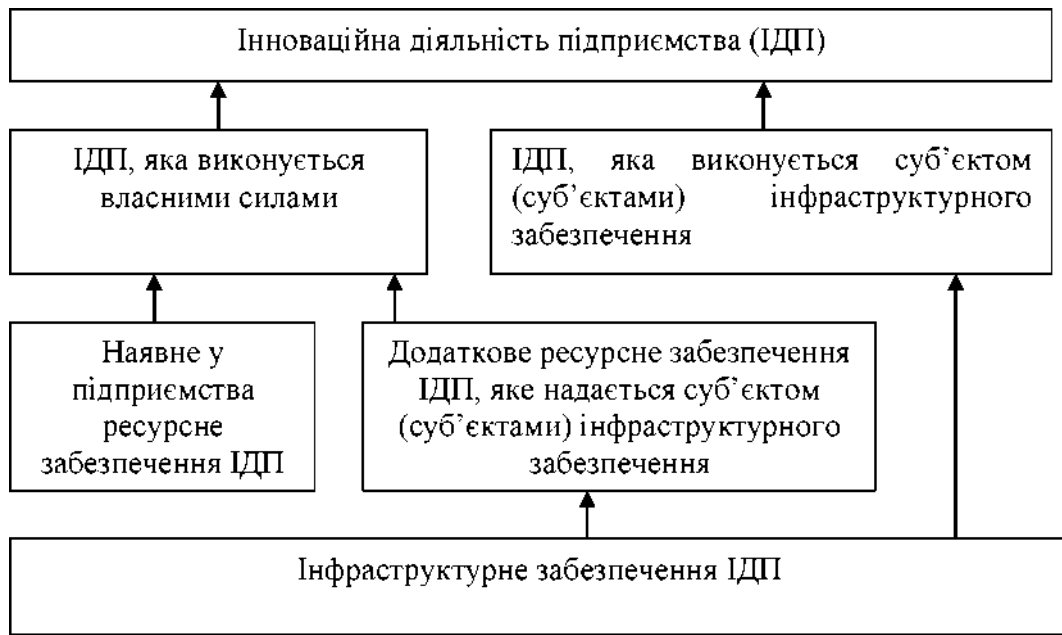 Інноваційна діяльність підприємства (ІДП)
ІДП, яка виконується
власними силами
ІДП, яка виконується суб’єктом
(суб’єктами) інфраструктурного
забезпечення
Наявне у
підприємства
ресурсне
забезпечення ІДП
Додаткове ресурсне забезпечення
ІДП, яке надається суб’єктом
(суб’єктами) інфраструктурного
забезпечення
Інфраструктурне забезпечення ІДП